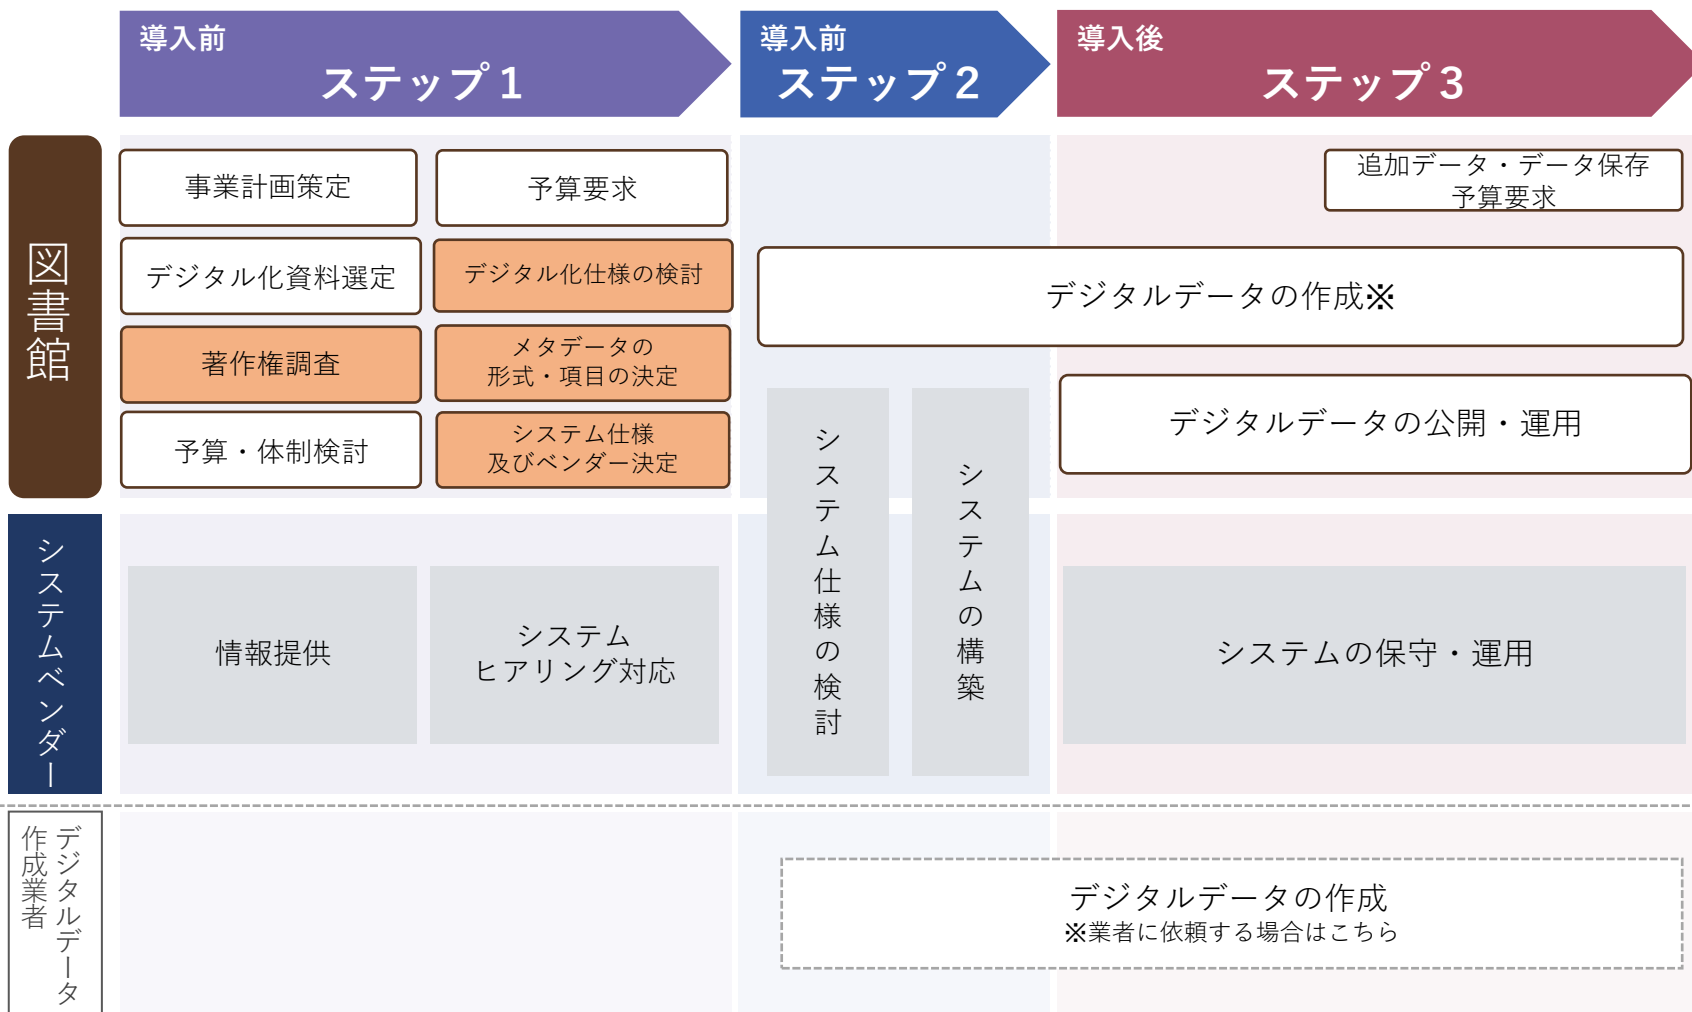 導入前
ステップ１
導入前
ステップ２
導入後
ステップ３
図書館
事業計画策定
予算要求
デジタル化資料選定
デジタル化仕様の検討
著作権調査
メタデータの
形式・項目の決定
予算・体制検討
システム仕様
及びベンダー決定
追加データ・データ保存
予算要求
デジタルデータの作成※
デジタルデータの公開・運用
システム仕様の検討
システムの構築
システムベンダー
情報提供
システム
ヒアリング対応
システムの保守・運用
デジタルデータ
作成業者
デジタルデータの作成
※業者に依頼する場合はこちら